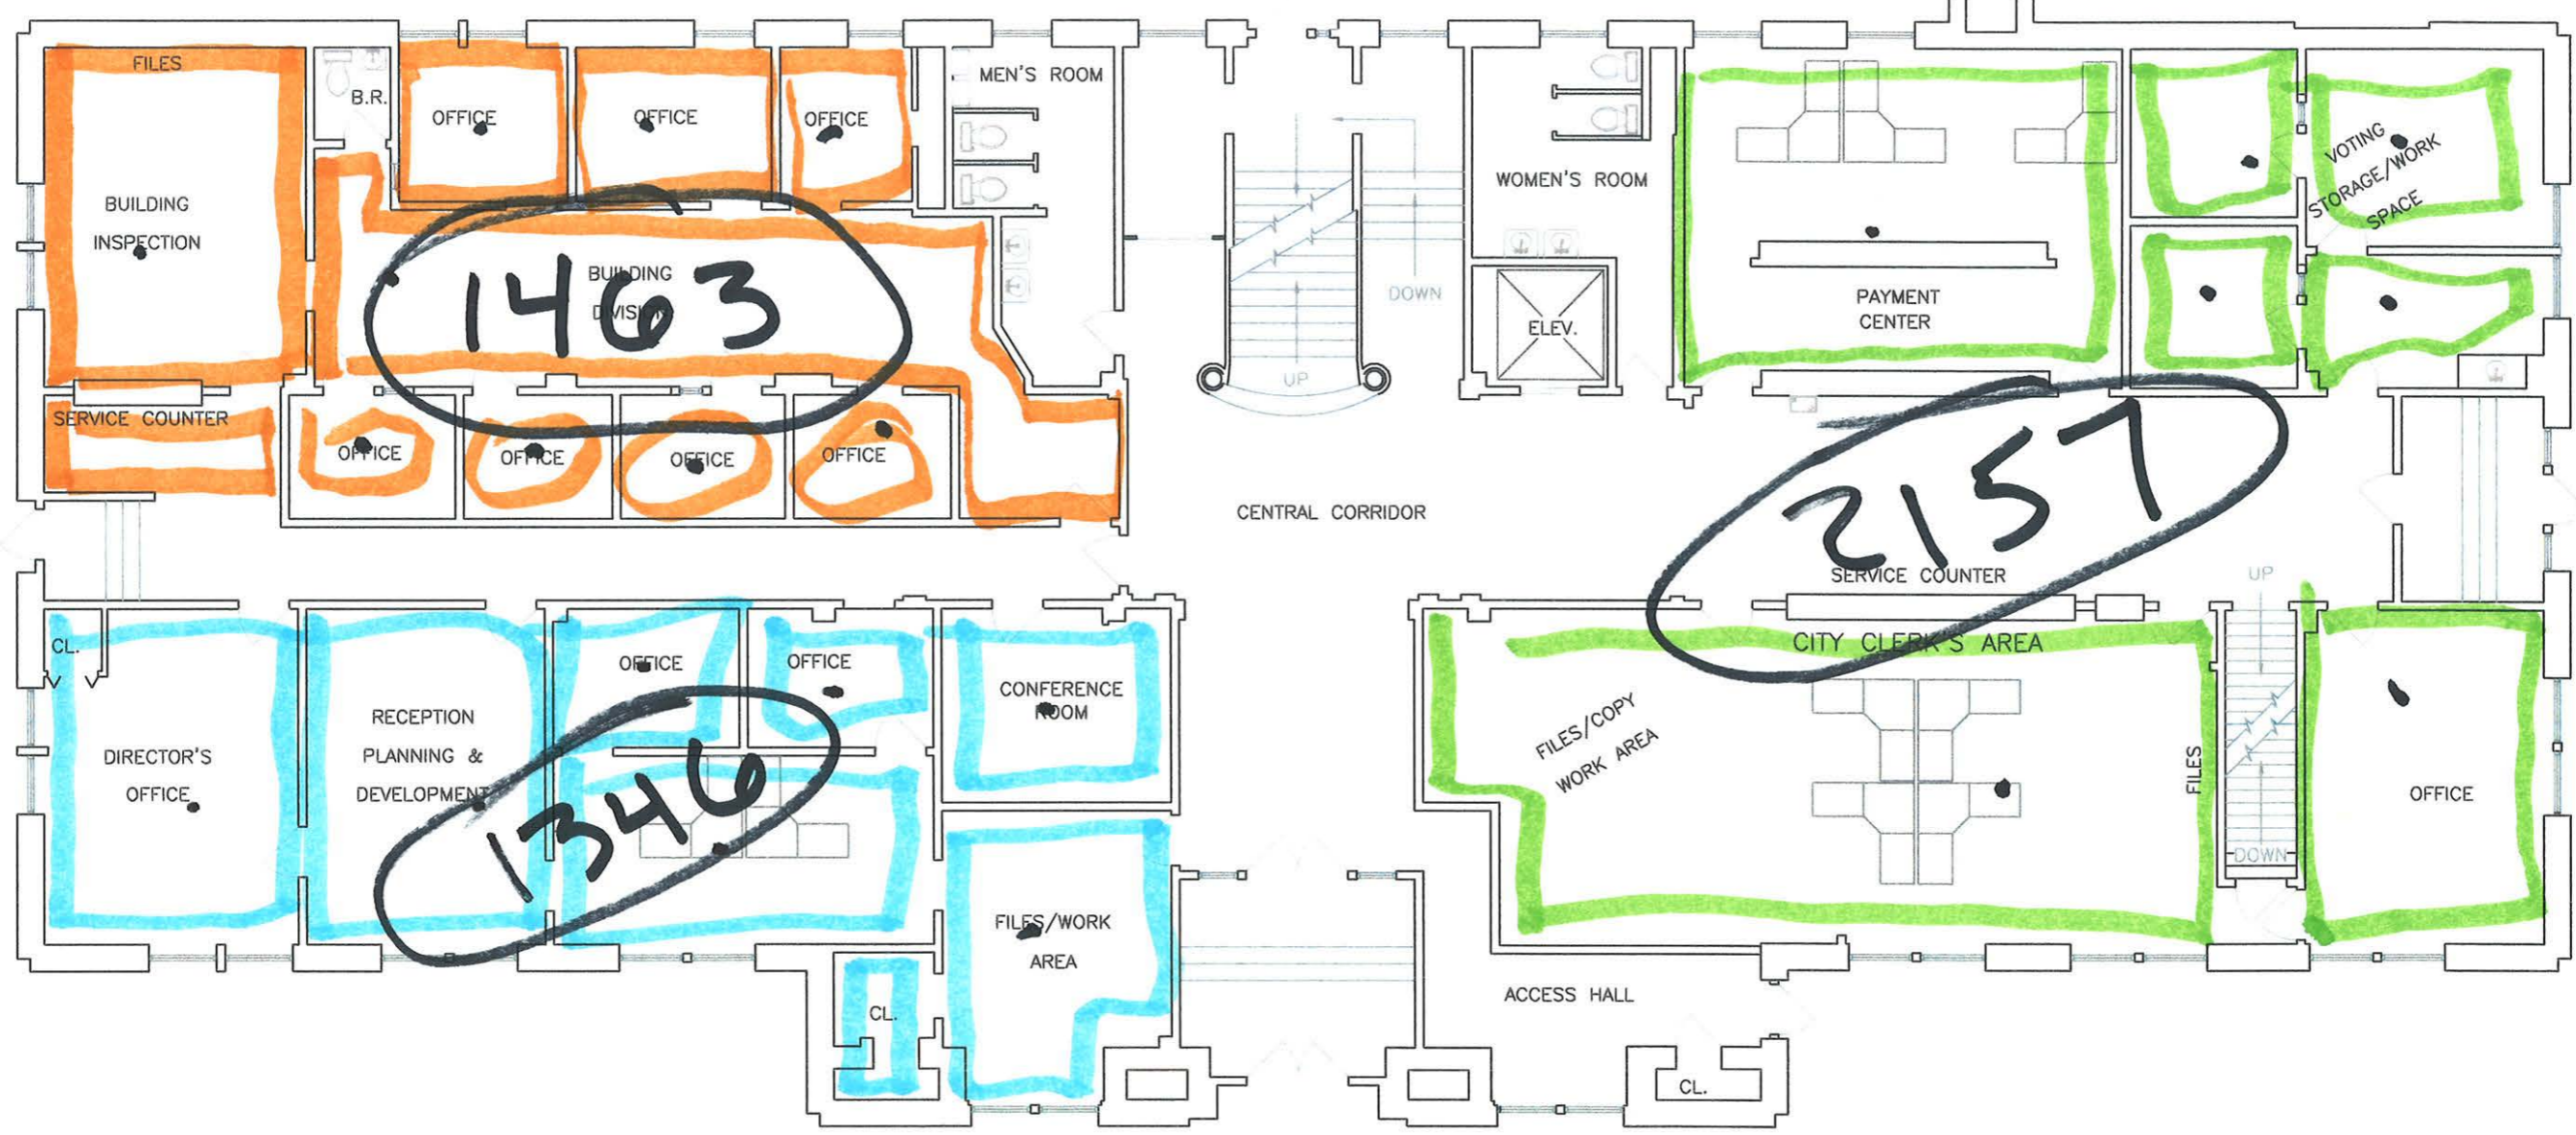 FILES
B.R.
OFFICE
OFFICE
OFFICE
MEN'S ROOM
BUILDING
INSPECTION
BUILDING
DIVISION
1463
SERVICE COUNTER
OFFICE
OFFICE
OFFICE
OFFICE
UP
DOWN
WOMEN'S ROOM
ELEV.
PAYMENT
CENTER
VOTING
STORAGE/WORK
SPACE
CENTRAL CORRIDOR
2157
SERVICE COUNTER
CL.
DIRECTOR'S
OFFICE
RECEPTION
PLANNING &
DEVELOPMENT
OFFICE
OFFICE
1346
CONFERENCE
ROOM
FILES/WORK
AREA
CL.
CITY CLERK'S AREA
FILES/COPY
WORK AREA
FILES
UP
DOWN
OFFICE
ACCESS HALL
CL.